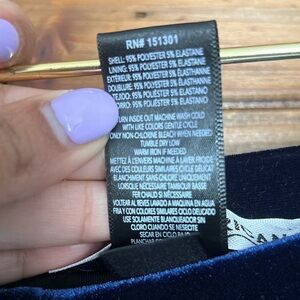 RN# 151301
SHELL: 95% POLYESTER 5% ELASTANE
LINING: 95% POLYESTER 5% ELASTANE
EXTÉRIEUR: 95% POLYESTER 5% ÉLASTHANNE
DOUBLURE: 95% POLYESTER 5% ÉLASTHANNE
TEJIDO: 95% POLIÉSTER 5% ELASTANO
FORRO: 95% POLIÉSTER 5% ELASTANO
TURN INSIDE OUT MACHINE WASH COLD
WITH LIKE COLORS GENTLE CYCLE
ONLY NON-CHLORINE BLEACH WHEN NEEDED
TUMBLE DRY LOW
WARM IRON IF NEEDED
METTEZ À L'ENVERS MACHINE À LAVER FROIDE
AVEC DES COULEURS SIMILAIRES CYCLE DÉLICAT
BLANCHIMENT SANS CHLORE UNIQUEMENT
LORSQUE NÉCESSAIRE TAMBOUR BASSE
FER CHALD SI NÉCESSAIRE
VOLTEAR AL REVES LAVADO A MAQUINA EN AGUA
FRIA Y CON COLORES SIMILARES CICLO DELICADO
USE SOLAMENTE BLANQUEADOR SIN
CLORO CUANDO SE NECESITE
SECAR EN CICLO BAJO
PLANCHAR